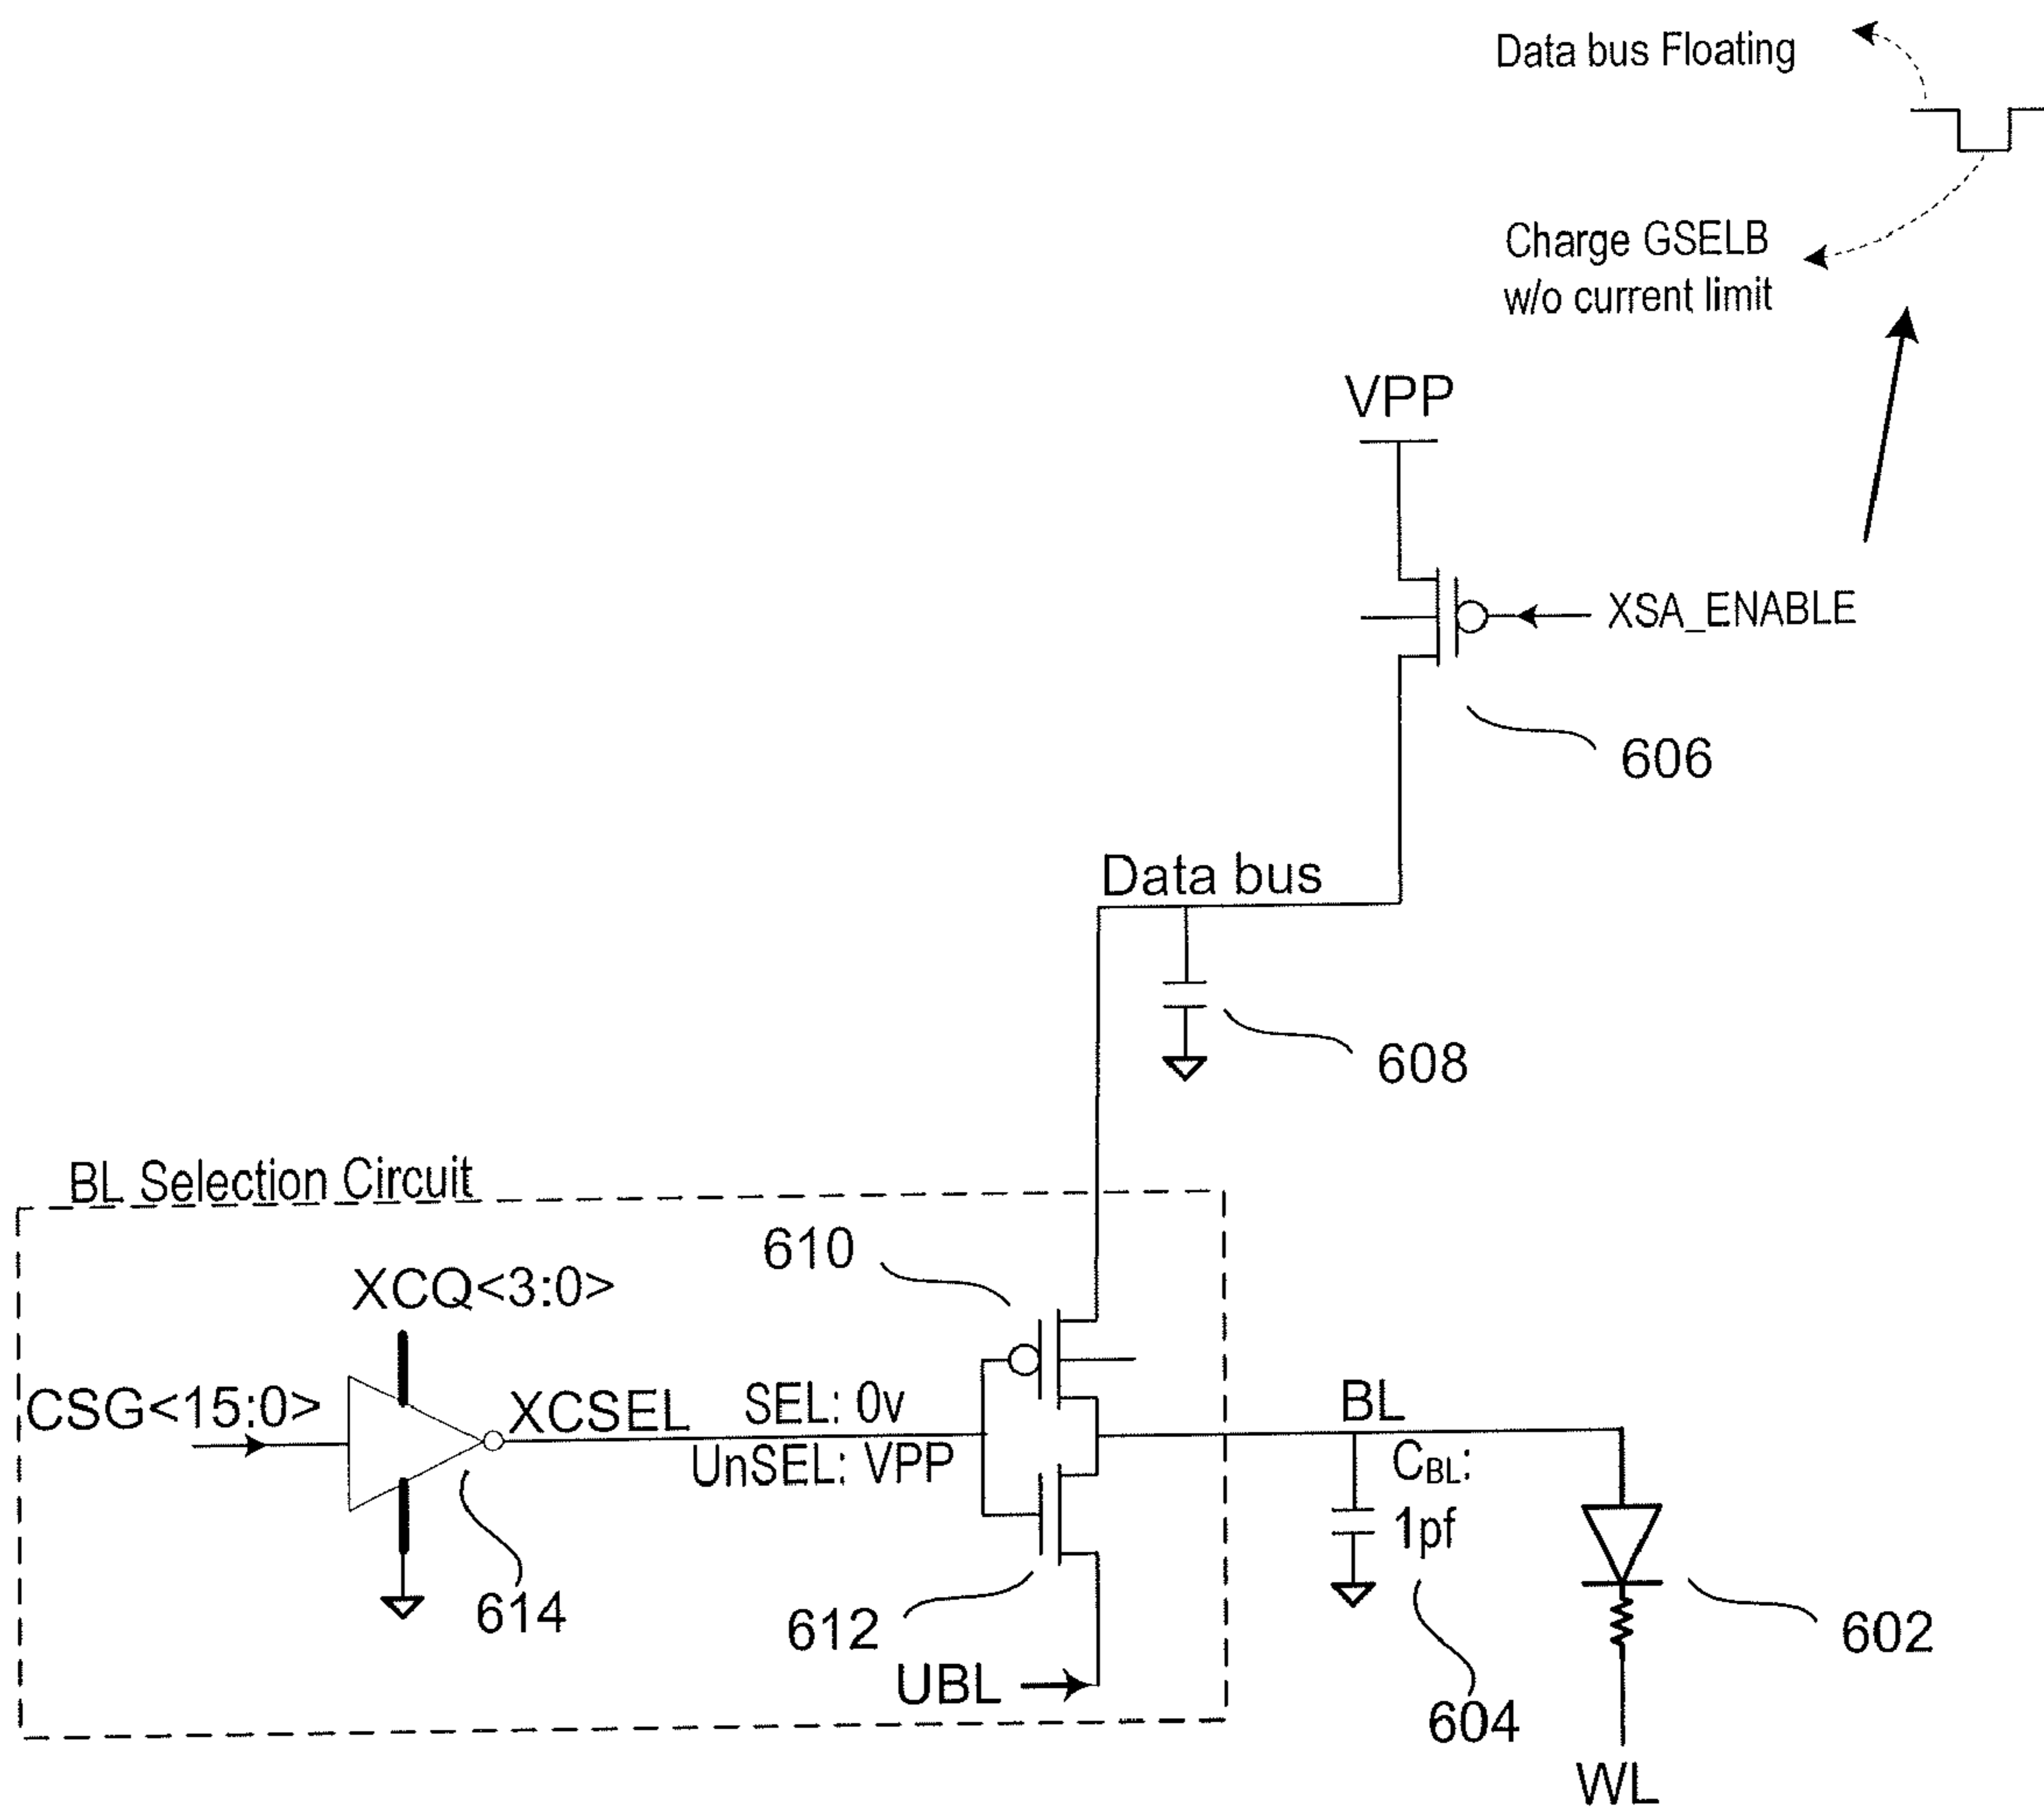 Data bus Floating
Charge GSELB
w/o current limit
VPP
XSA_ENABLE
606
Data bus
608
BL Selection Circuit
610
XCQ<3:0>
CSG<15:0>
XCSEL
SEL: 0v
UnSEL: VPP
BL
CBL:
1pf
614
612
602
UBL
604
WL